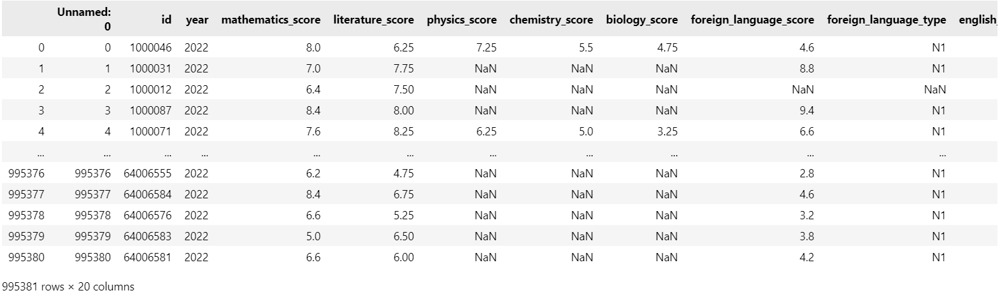 Unnamed: 0 id year mathematics_score literature_score physics_score chemistry_score biology_score foreign_language_score foreign_language_type english_
0 0 1000046 2022 8.0 6.25 7.25 5.5 4.75 4.6 N1
1 1 1000031 2022 7.0 7.75 NaN NaN NaN 8.8 N1
2 2 1000012 2022 6.4 7.50 NaN NaN NaN NaN NaN
3 3 1000087 2022 8.4 8.00 NaN NaN NaN 9.4 N1
4 4 1000071 2022 7.6 8.25 6.25 5.0 3.25 6.6 N1
... ... ... ... ... ... ... ... ... ... ...
995376 995376 64006555 2022 6.2 4.75 NaN NaN NaN 2.8 N1
995377 995377 64006584 2022 8.4 6.75 NaN NaN NaN 4.6 N1
995378 995378 64006576 2022 6.6 5.25 NaN NaN NaN 3.2 N1
995379 995379 64006583 2022 5.0 6.50 NaN NaN NaN 3.8 N1
995380 995380 64006581 2022 6.6 6.00 NaN NaN NaN 4.2 N1
995381 rows × 20 columns